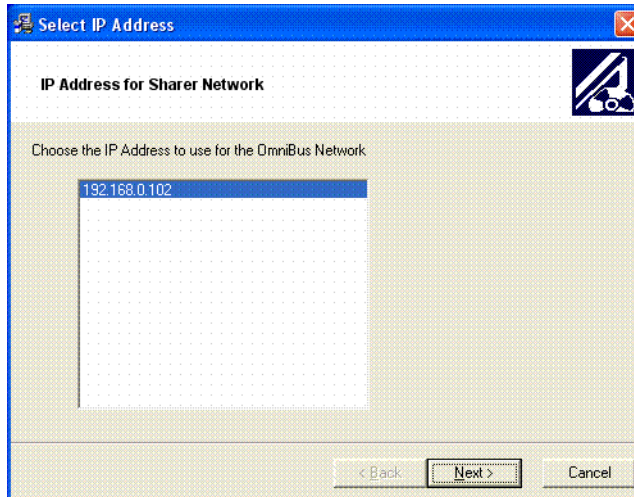 Select IP Address
IP Address for Sharer Network
Choose the IP Address to use for the OmniBus Network
192.168.0.102
< Back
Next >
Cancel